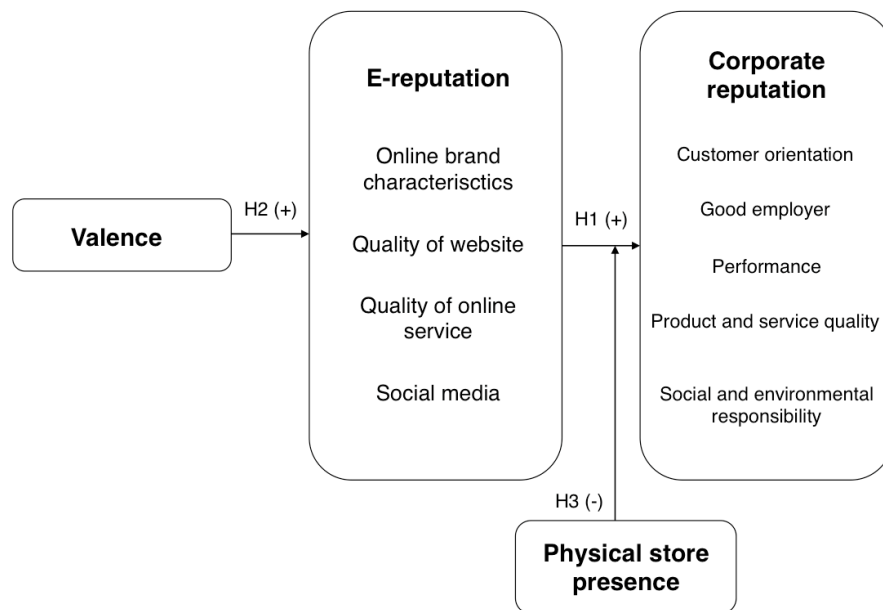 Valence
H2 (+)
E-reputation
Online brand
characterisctics
Quality of website
Quality of online
service
Social media
H1 (+)
Corporate
reputation
Customer orientation
Good employer
Performance
Product and service quality
Social and environmental
responsibility
H3 (-)
Physical store
presence